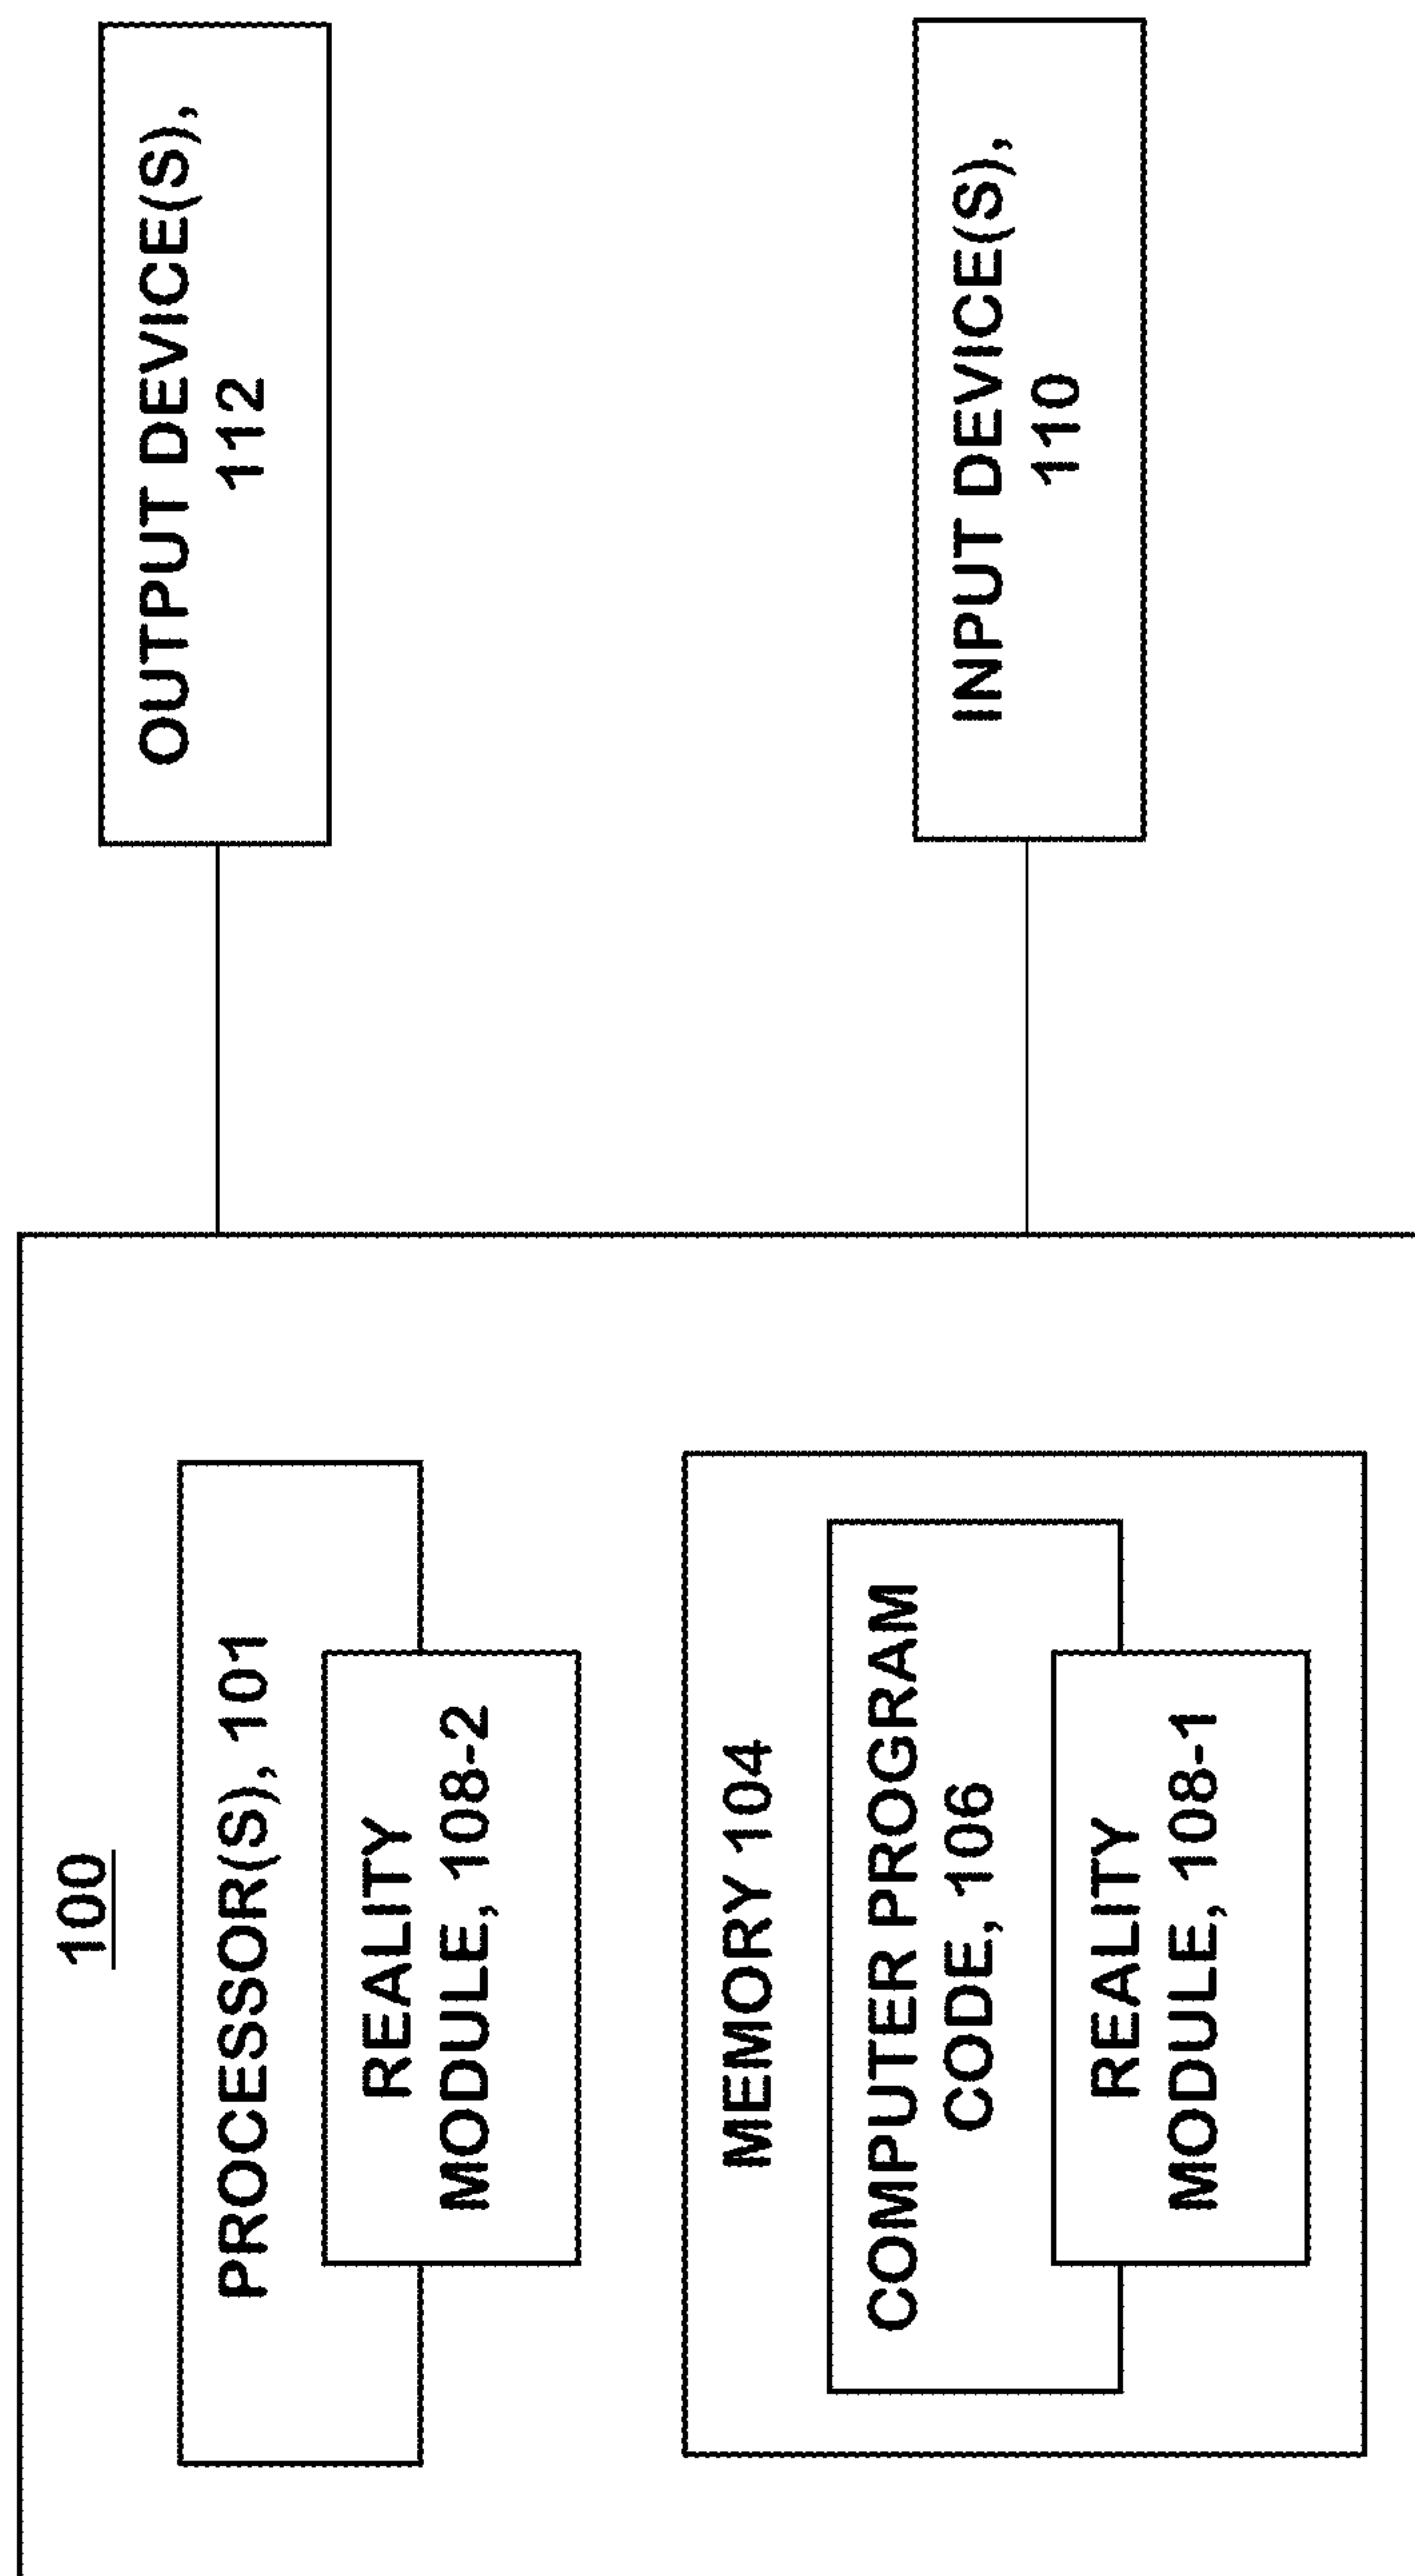 100
PROCESSOR(S), 101
REALITY
MODULE, 108-2
MEMORY 104
COMPUTER PROGRAM
CODE, 106
REALITY
MODULE, 108-1
OUTPUT DEVICE(S),
112
INPUT DEVICE(S),
110